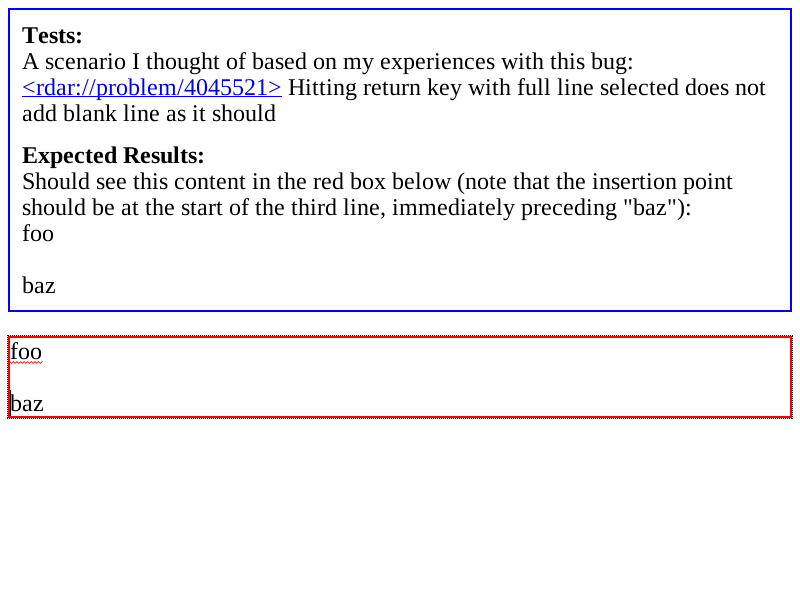 Tests:
A scenario I thought of based on my experiences with this bug:
<rdar://problem/4045521> Hitting return key with full line selected does not
add blank line as it should
Expected Results:
Should see this content in the red box below (note that the insertion point
should be at the start of the third line, immediately preceding "baz"):
foo
baz
foo
baz